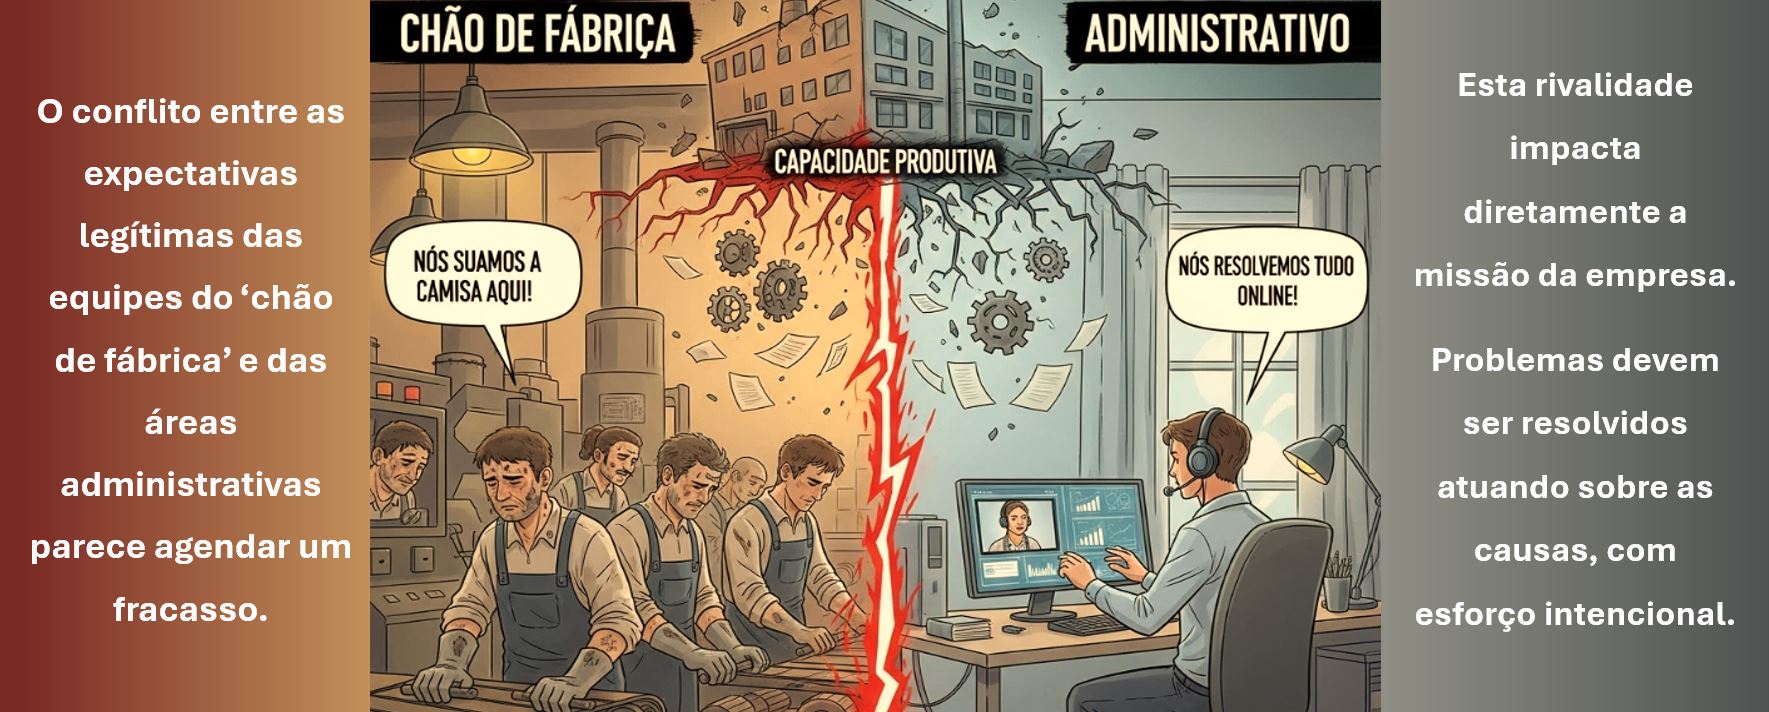 O conflito entre as
expectativas
legítimas das
equipes do ‘chão
de fábrica’ e das
áreas
administrativas
parece agendar um
fracasso.
CHÃO DE FÁBRIÇA
ADMINISTRATIVO
CAPACIDADE PRODUTIVA
NÓS SUAMOS A
CAMISA AQUI!
NÓS RESOLVEMOS TUDO
ONLINE!
Esta rivalidade
impacta
diretamente a
missão da empresa.
Problemas devem
ser resolvidos
atuando sobre as
causas, com
esforço intencional.